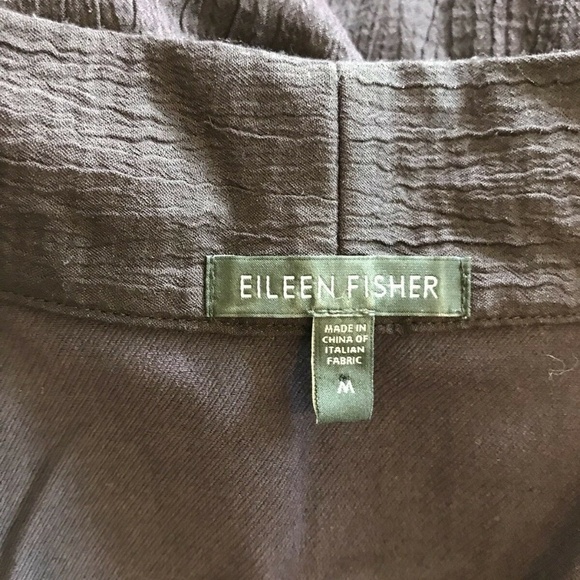 EILEEN FISHER
MADE IN
CHINA OF
ITALIAN
FABRIC
M